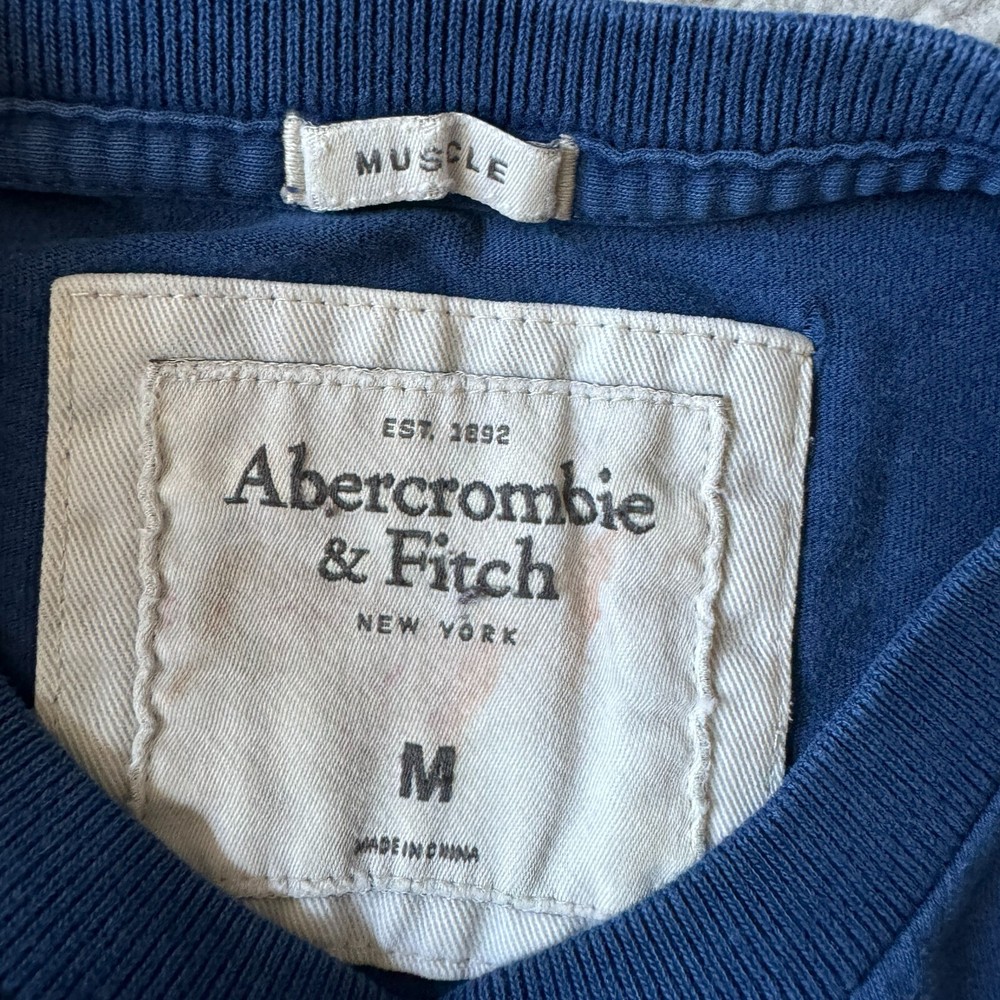 MUSCLE
EST. 1892
Abercrombie
& Fitch
NEW YORK
M
MADE IN CHINA